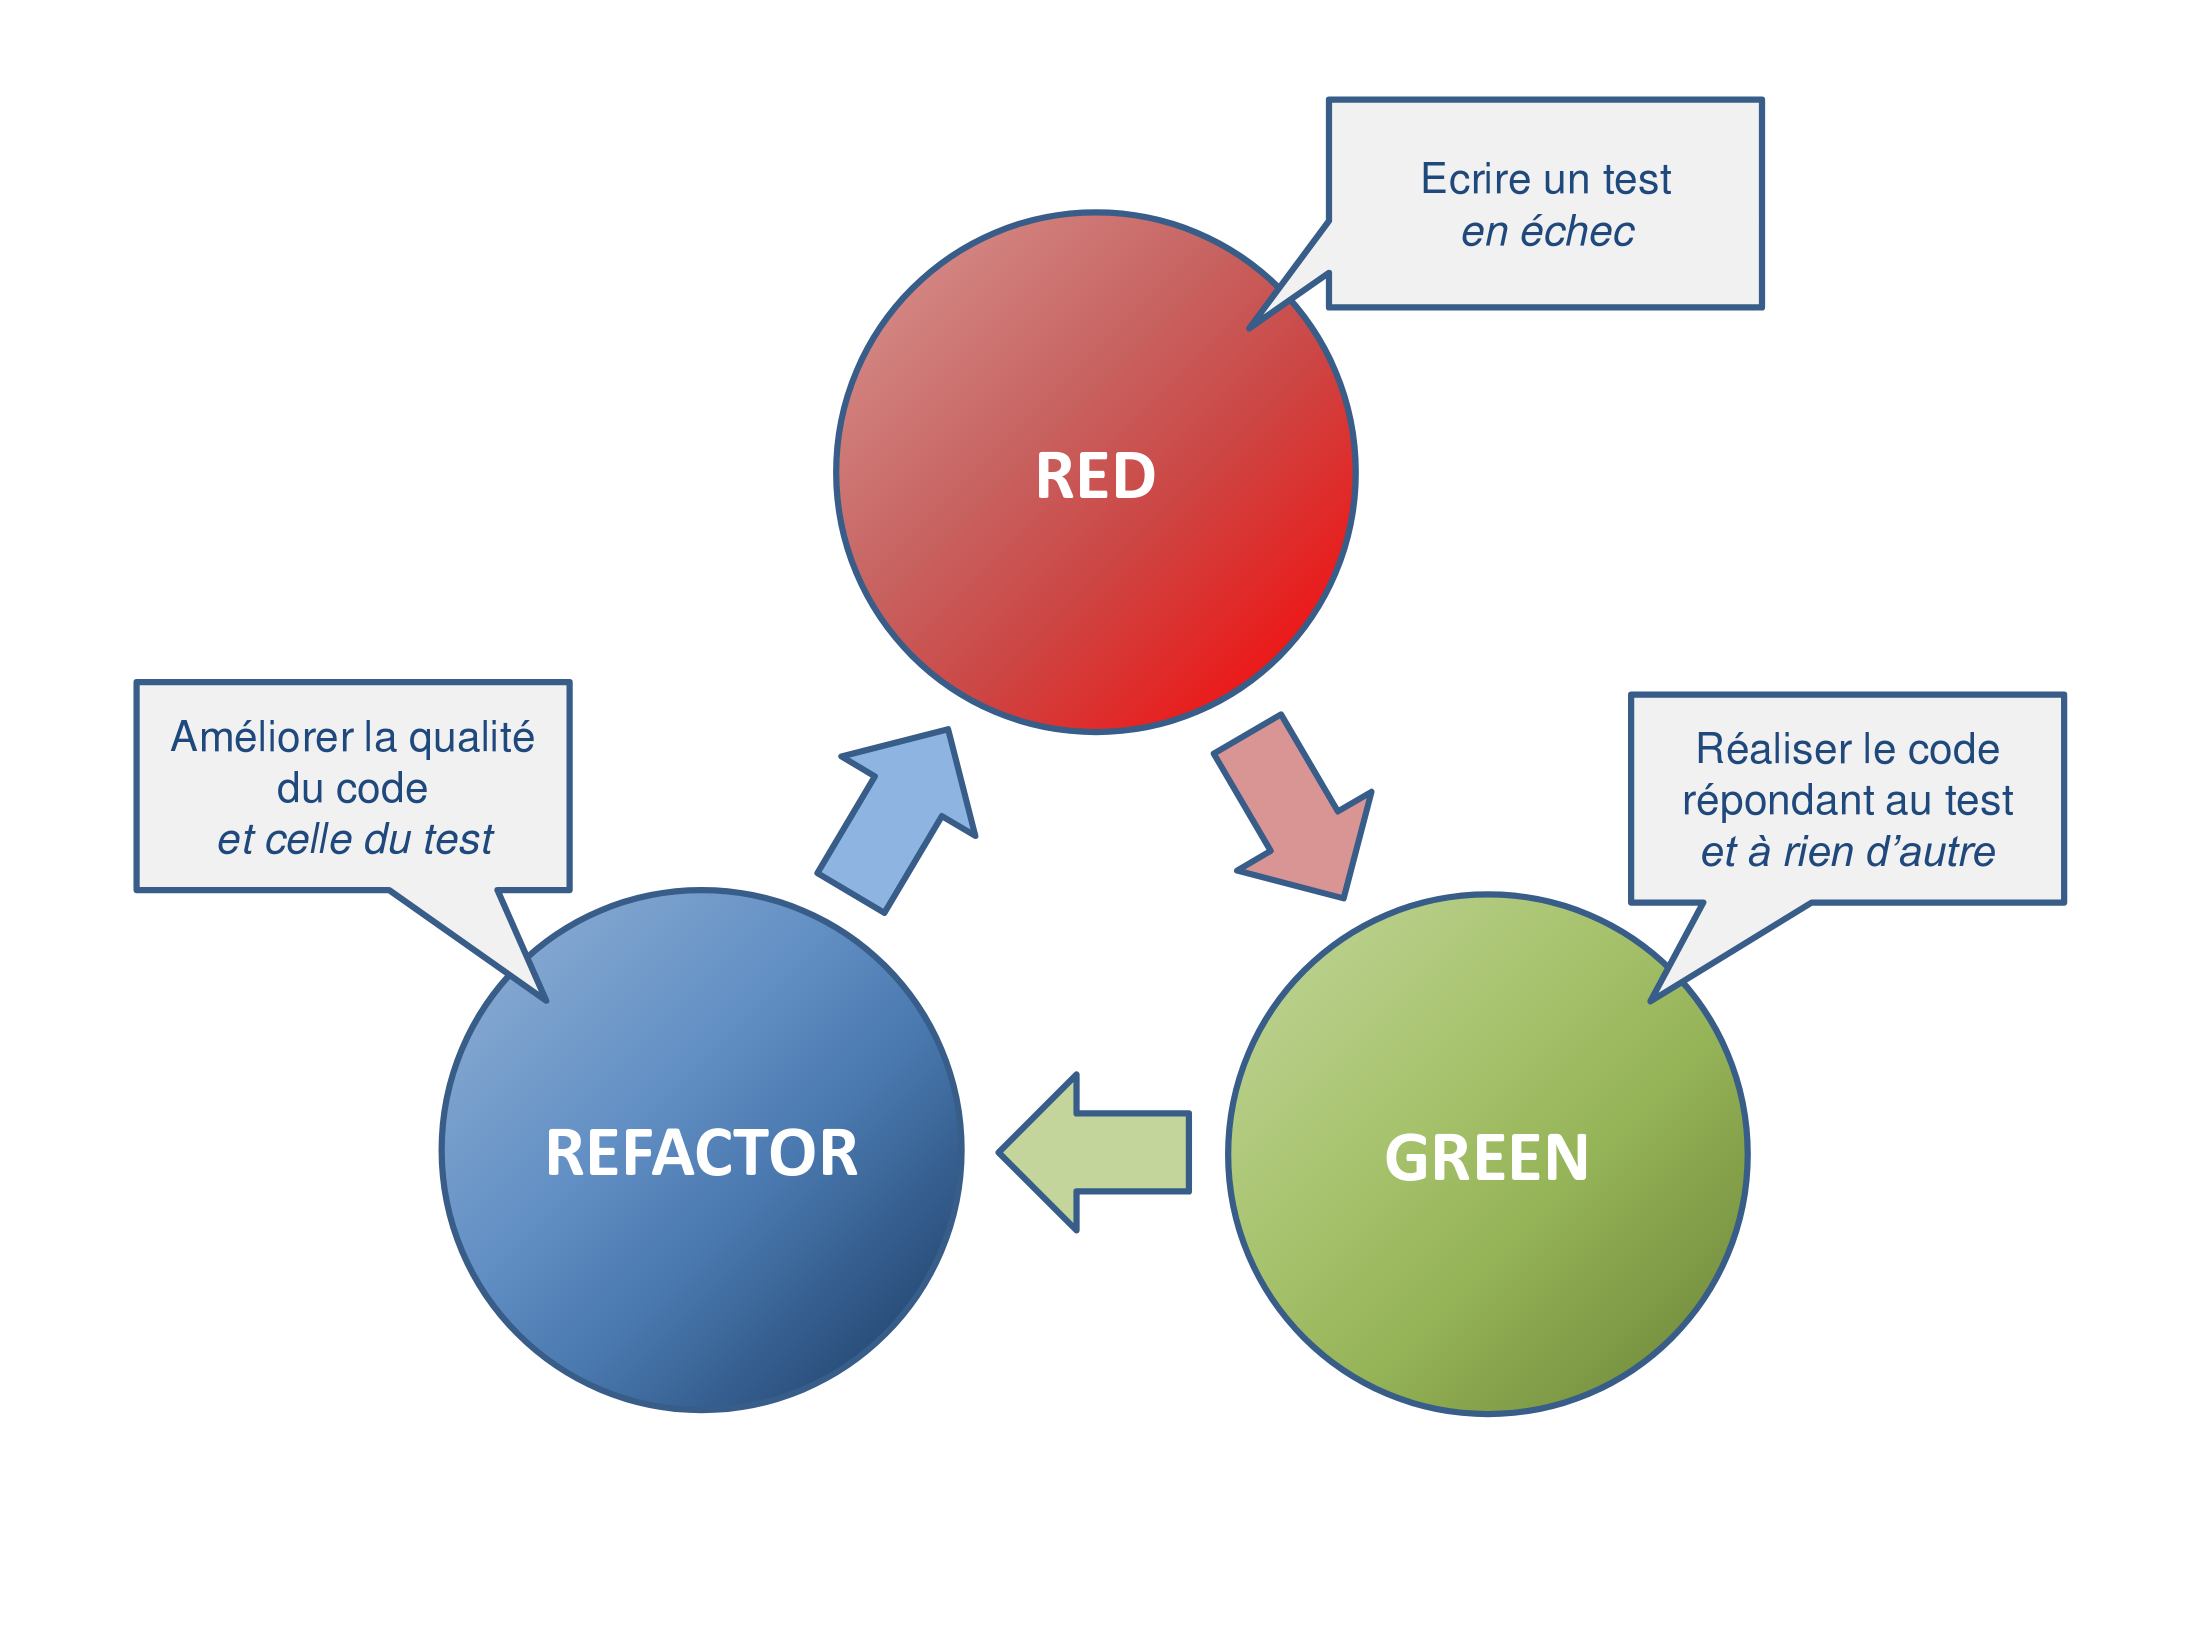 Ecrire un test
en échec
RED
Améliorer la qualité
du code
et celle du test
Réaliser le code
répondant au test
et à rien d’autre
REFACTOR
GREEN